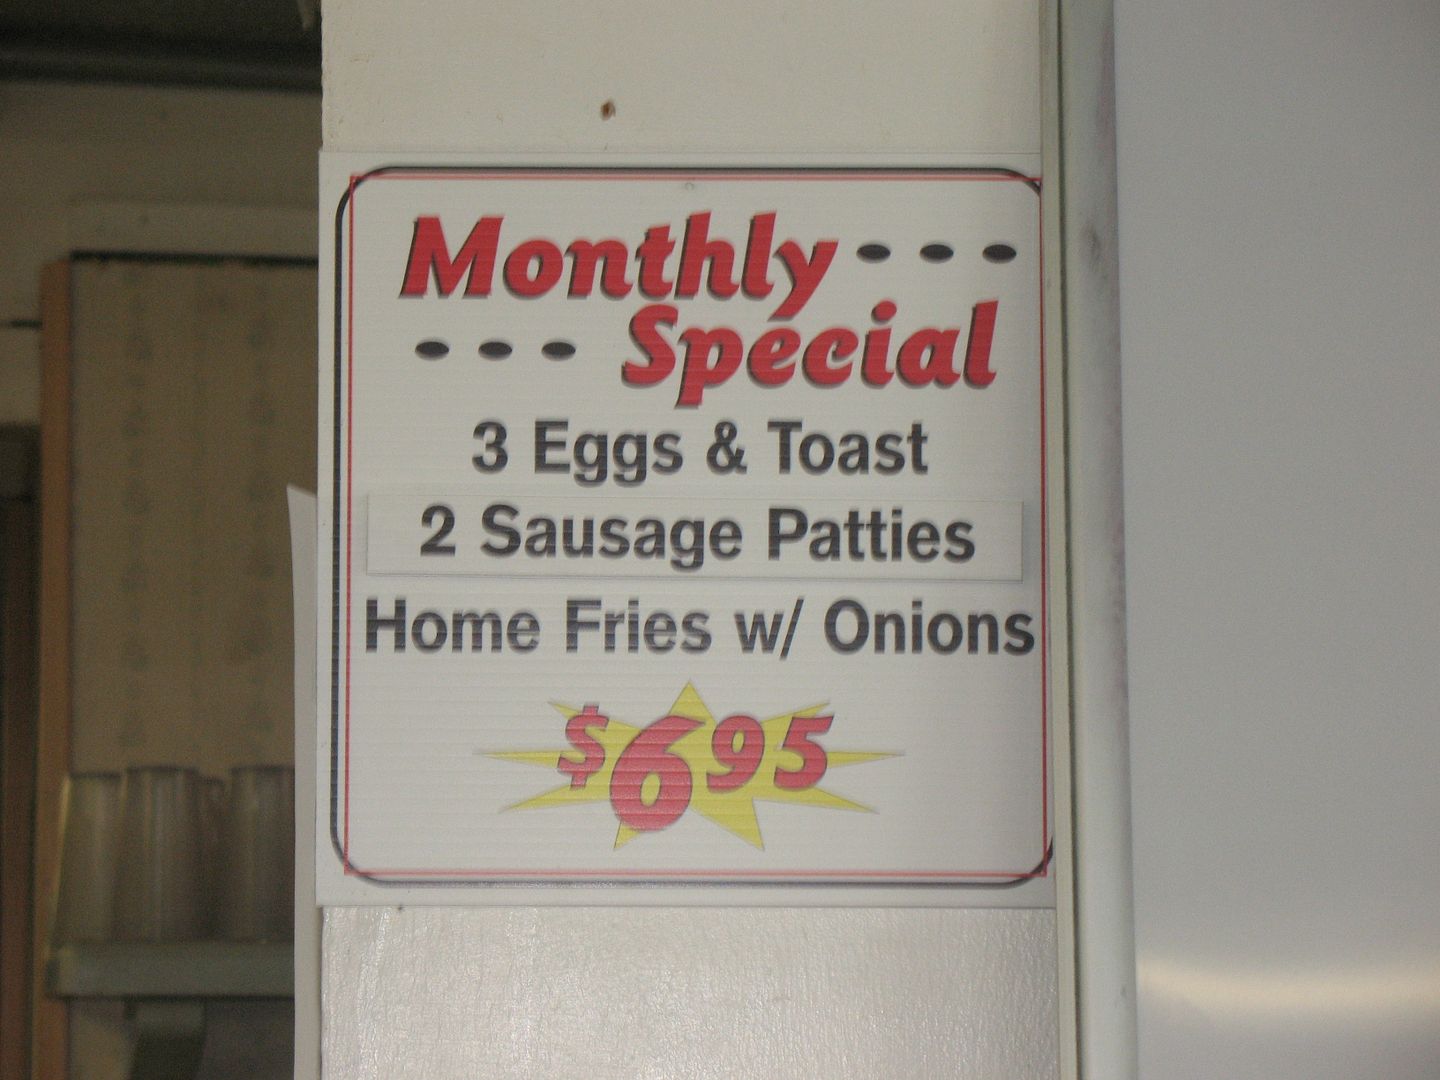 Monthly • • •
• • • Special
3 Eggs & Toast
2 Sausage Patties
Home Fries w/ Onions
$695